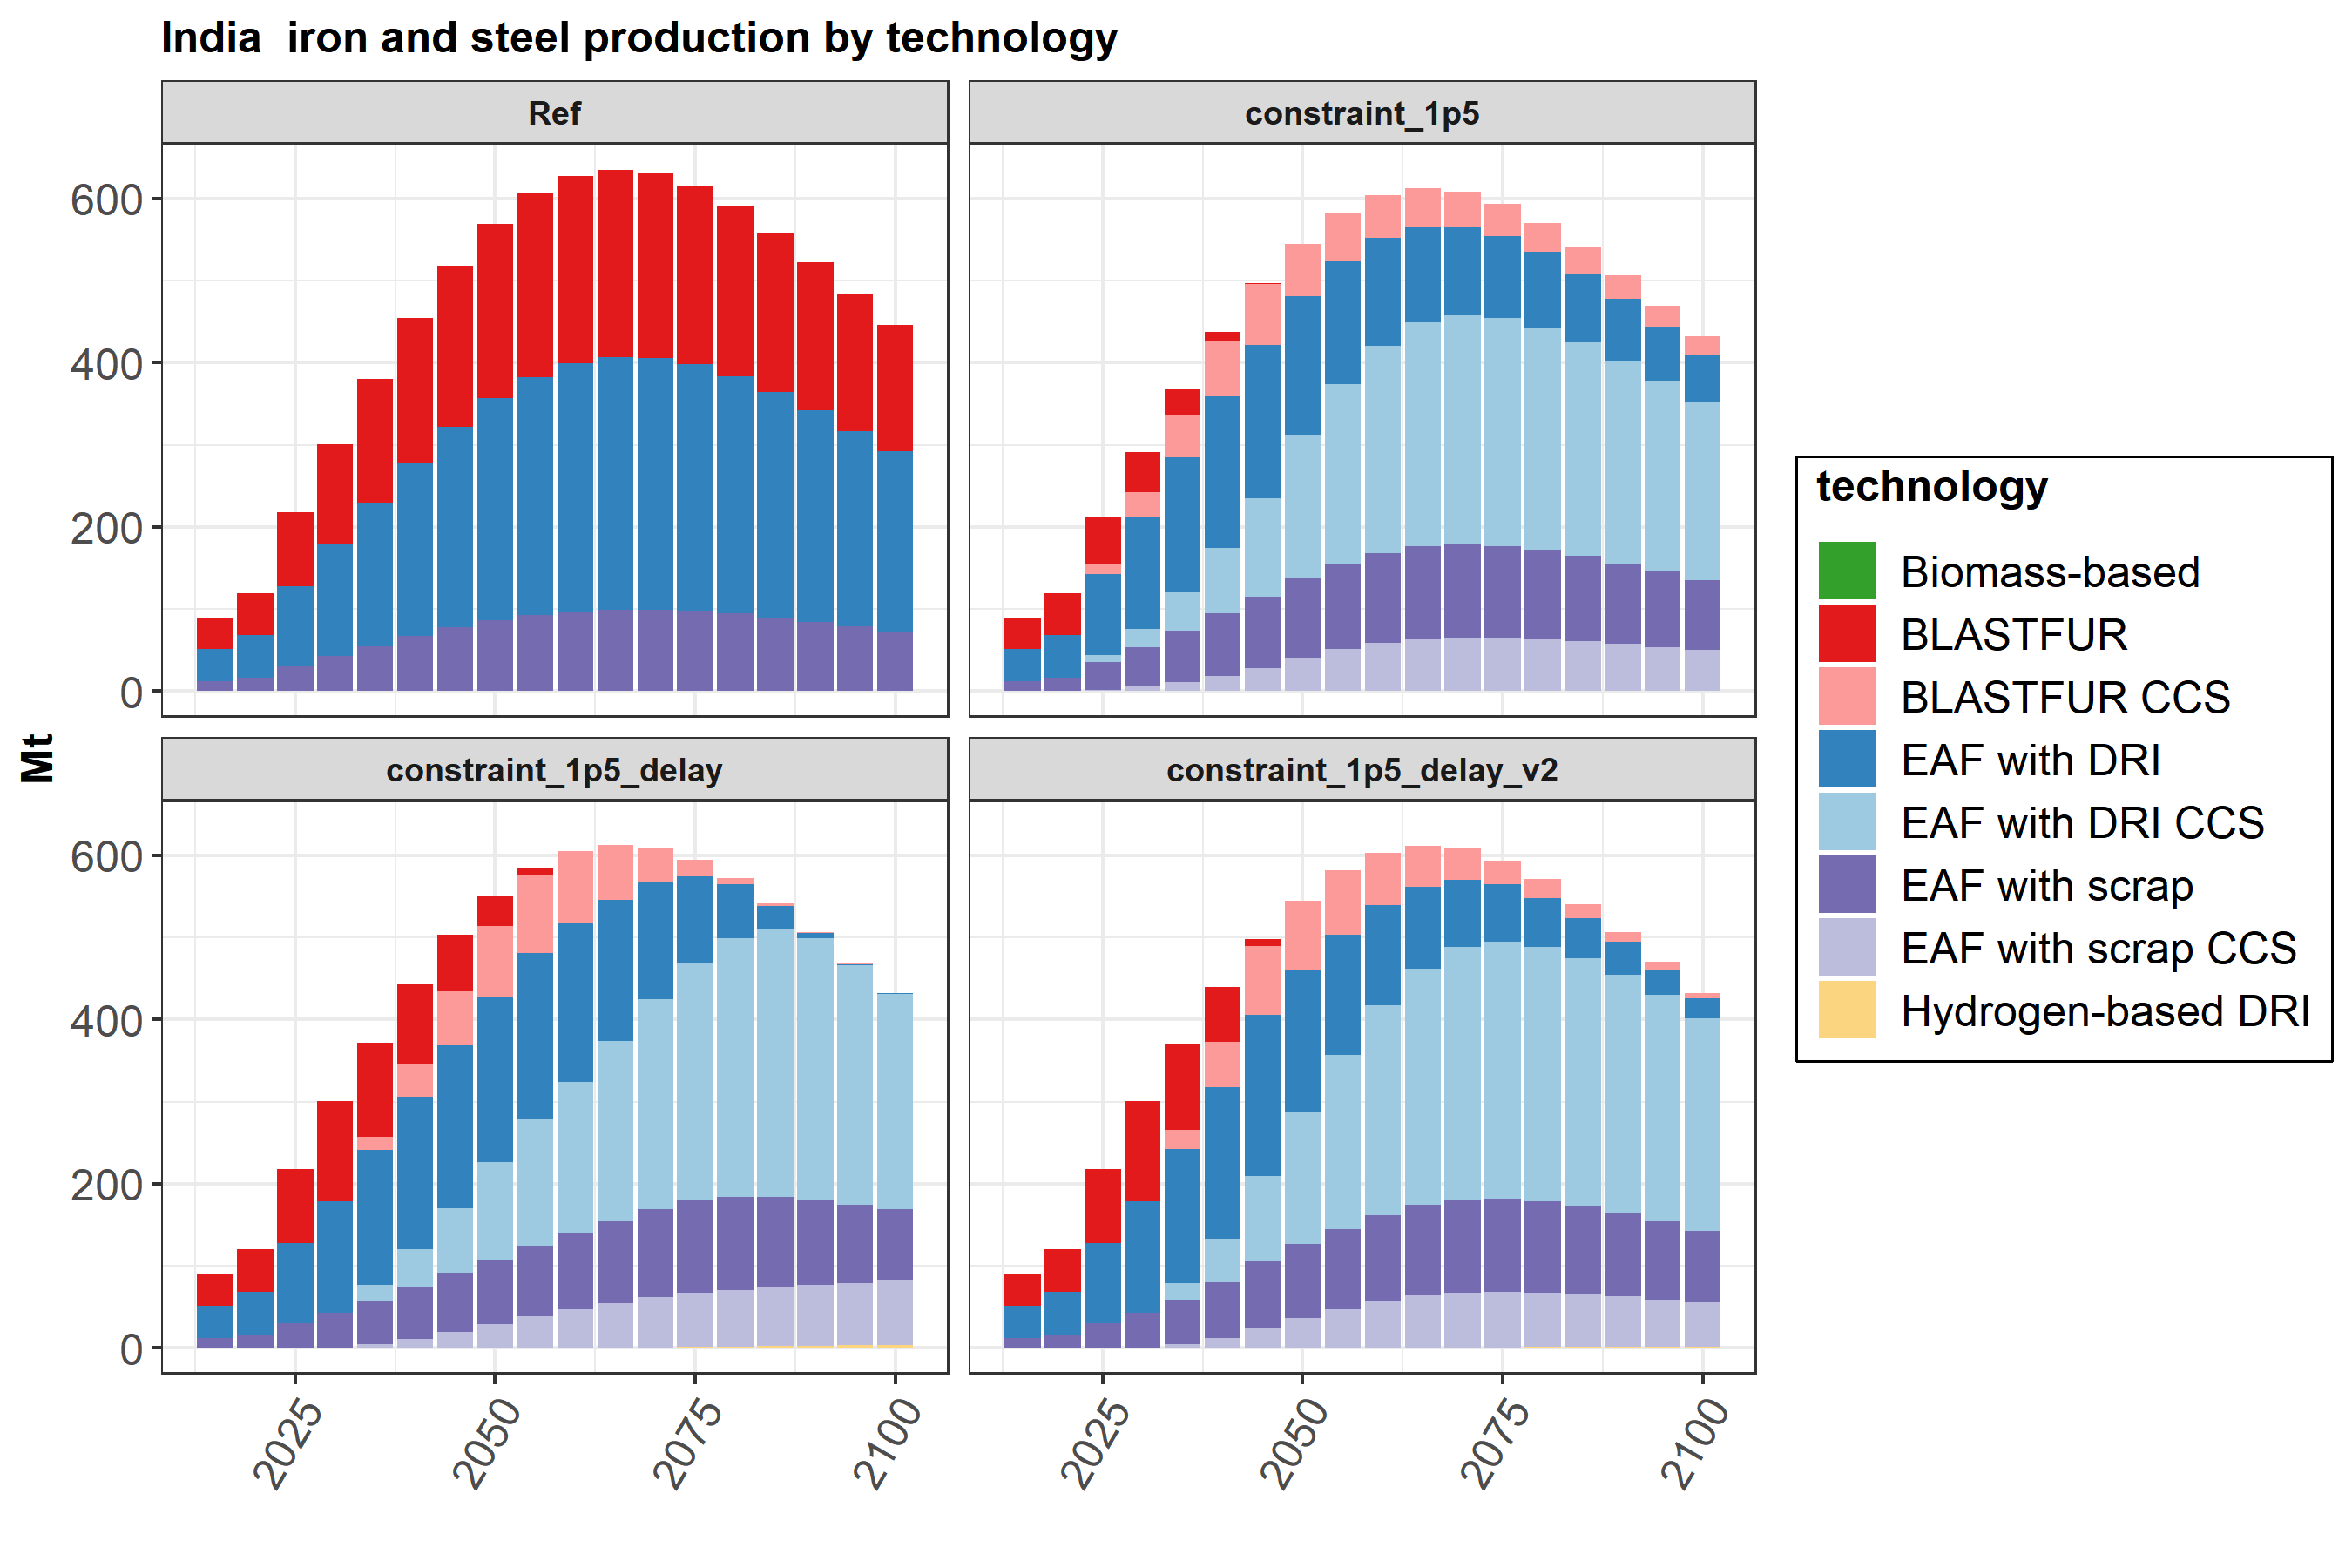 India  iron and steel production by technology
Ref
constraint_1p5
600
400
200
0
Mt
constraint_1p5_delay
constraint_1p5_delay_v2
600
400
200
0
2025
2050
2075
2100
2025
2050
2075
2100
technology
Biomass-based
BLASTFUR
BLASTFUR CCS
EAF with DRI
EAF with DRI CCS
EAF with scrap
EAF with scrap CCS
Hydrogen-based DRI